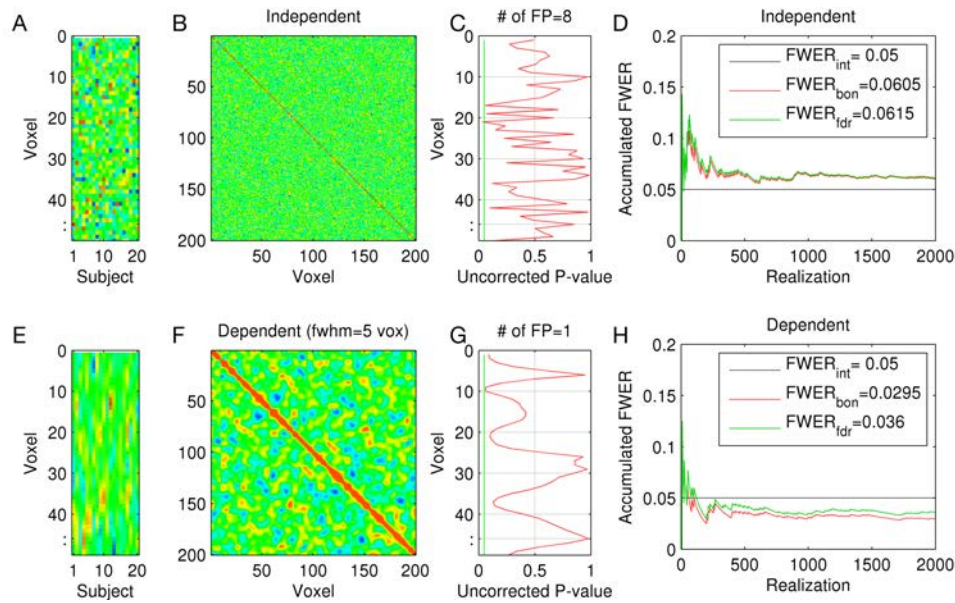 A
B
Independent
C
# of FP=8
D
Independent
0
10
20
30
40
:
Voxel
1 10 20
Subject
50
100
150
200
50 100 150 200
Voxel
0
10
20
30
40
:
Voxel
0 0.5 1
Uncorrected P-value
0.2
0.15
0.1
0.05
0
Accumulated FWER
FWERint = 0.05
FWERbon=0.0605
FWERfdr=0.0615
0 500 1000 1500 2000
Realization
E
F
Dependent (fwhm=5 vox)
G
# of FP=1
H
Dependent
0
10
20
30
40
:
Voxel
1 10 20
Subject
50
100
150
200
50 100 150 200
Voxel
0
10
20
30
40
:
Voxel
0 0.5 1
Uncorrected P-value
0.2
0.15
0.1
0.05
0
Accumulated FWER
FWERint = 0.05
FWERbon=0.0295
FWERfdr=0.036
0 500 1000 1500 2000
Realization